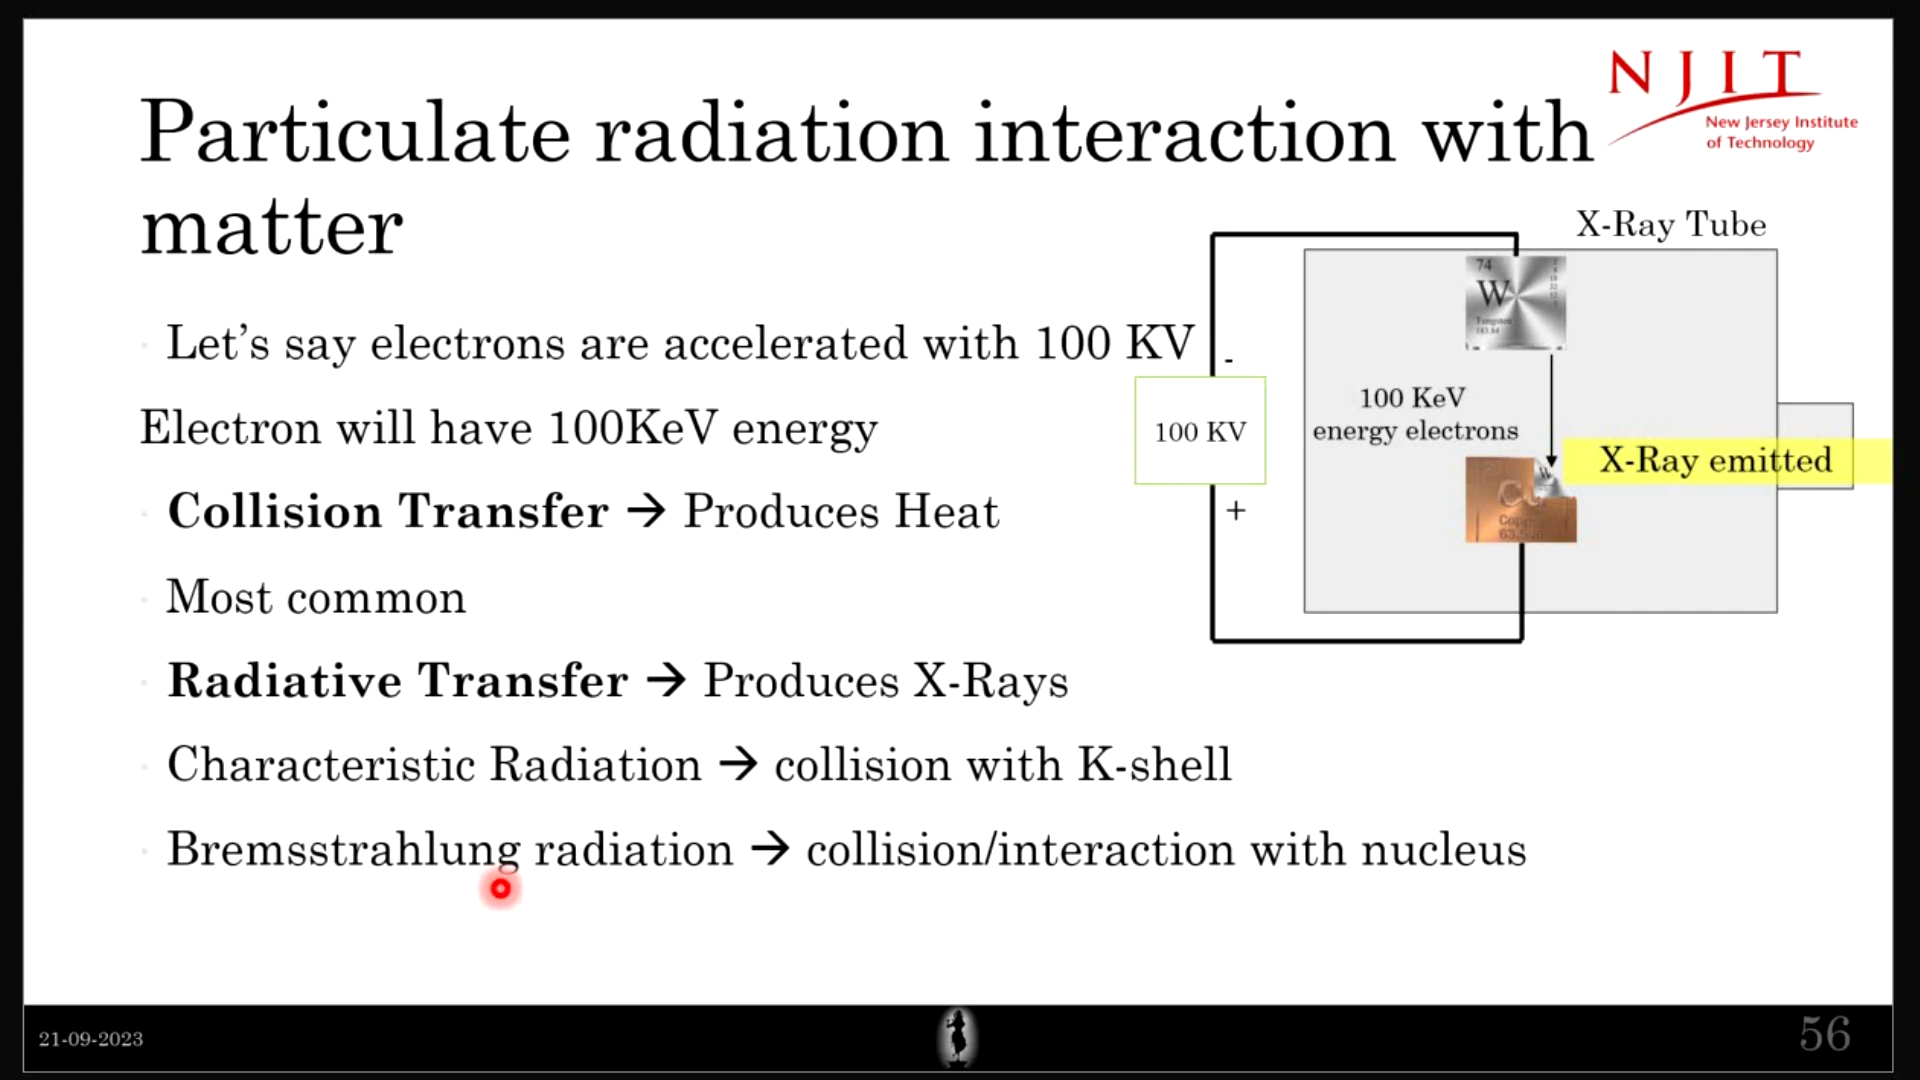 NJIT
New Jersey Institute
of Technology
Particulate radiation interaction with
matter
Let's say electrons are accelerated with 100 KV
Electron will have 100KeV energy
Collision Transfer → Produces Heat
Most common
Radiative Transfer → Produces X-Rays
Characteristic Radiation → collision with K-shell
Bremsstrahlung radiation → collision/interaction with nucleus
X-Ray Tube
74
W
Tungsten
183.84
-
100 KV
+
100 KeV
energy electrons
X-Ray emitted
W
21-09-2023
56